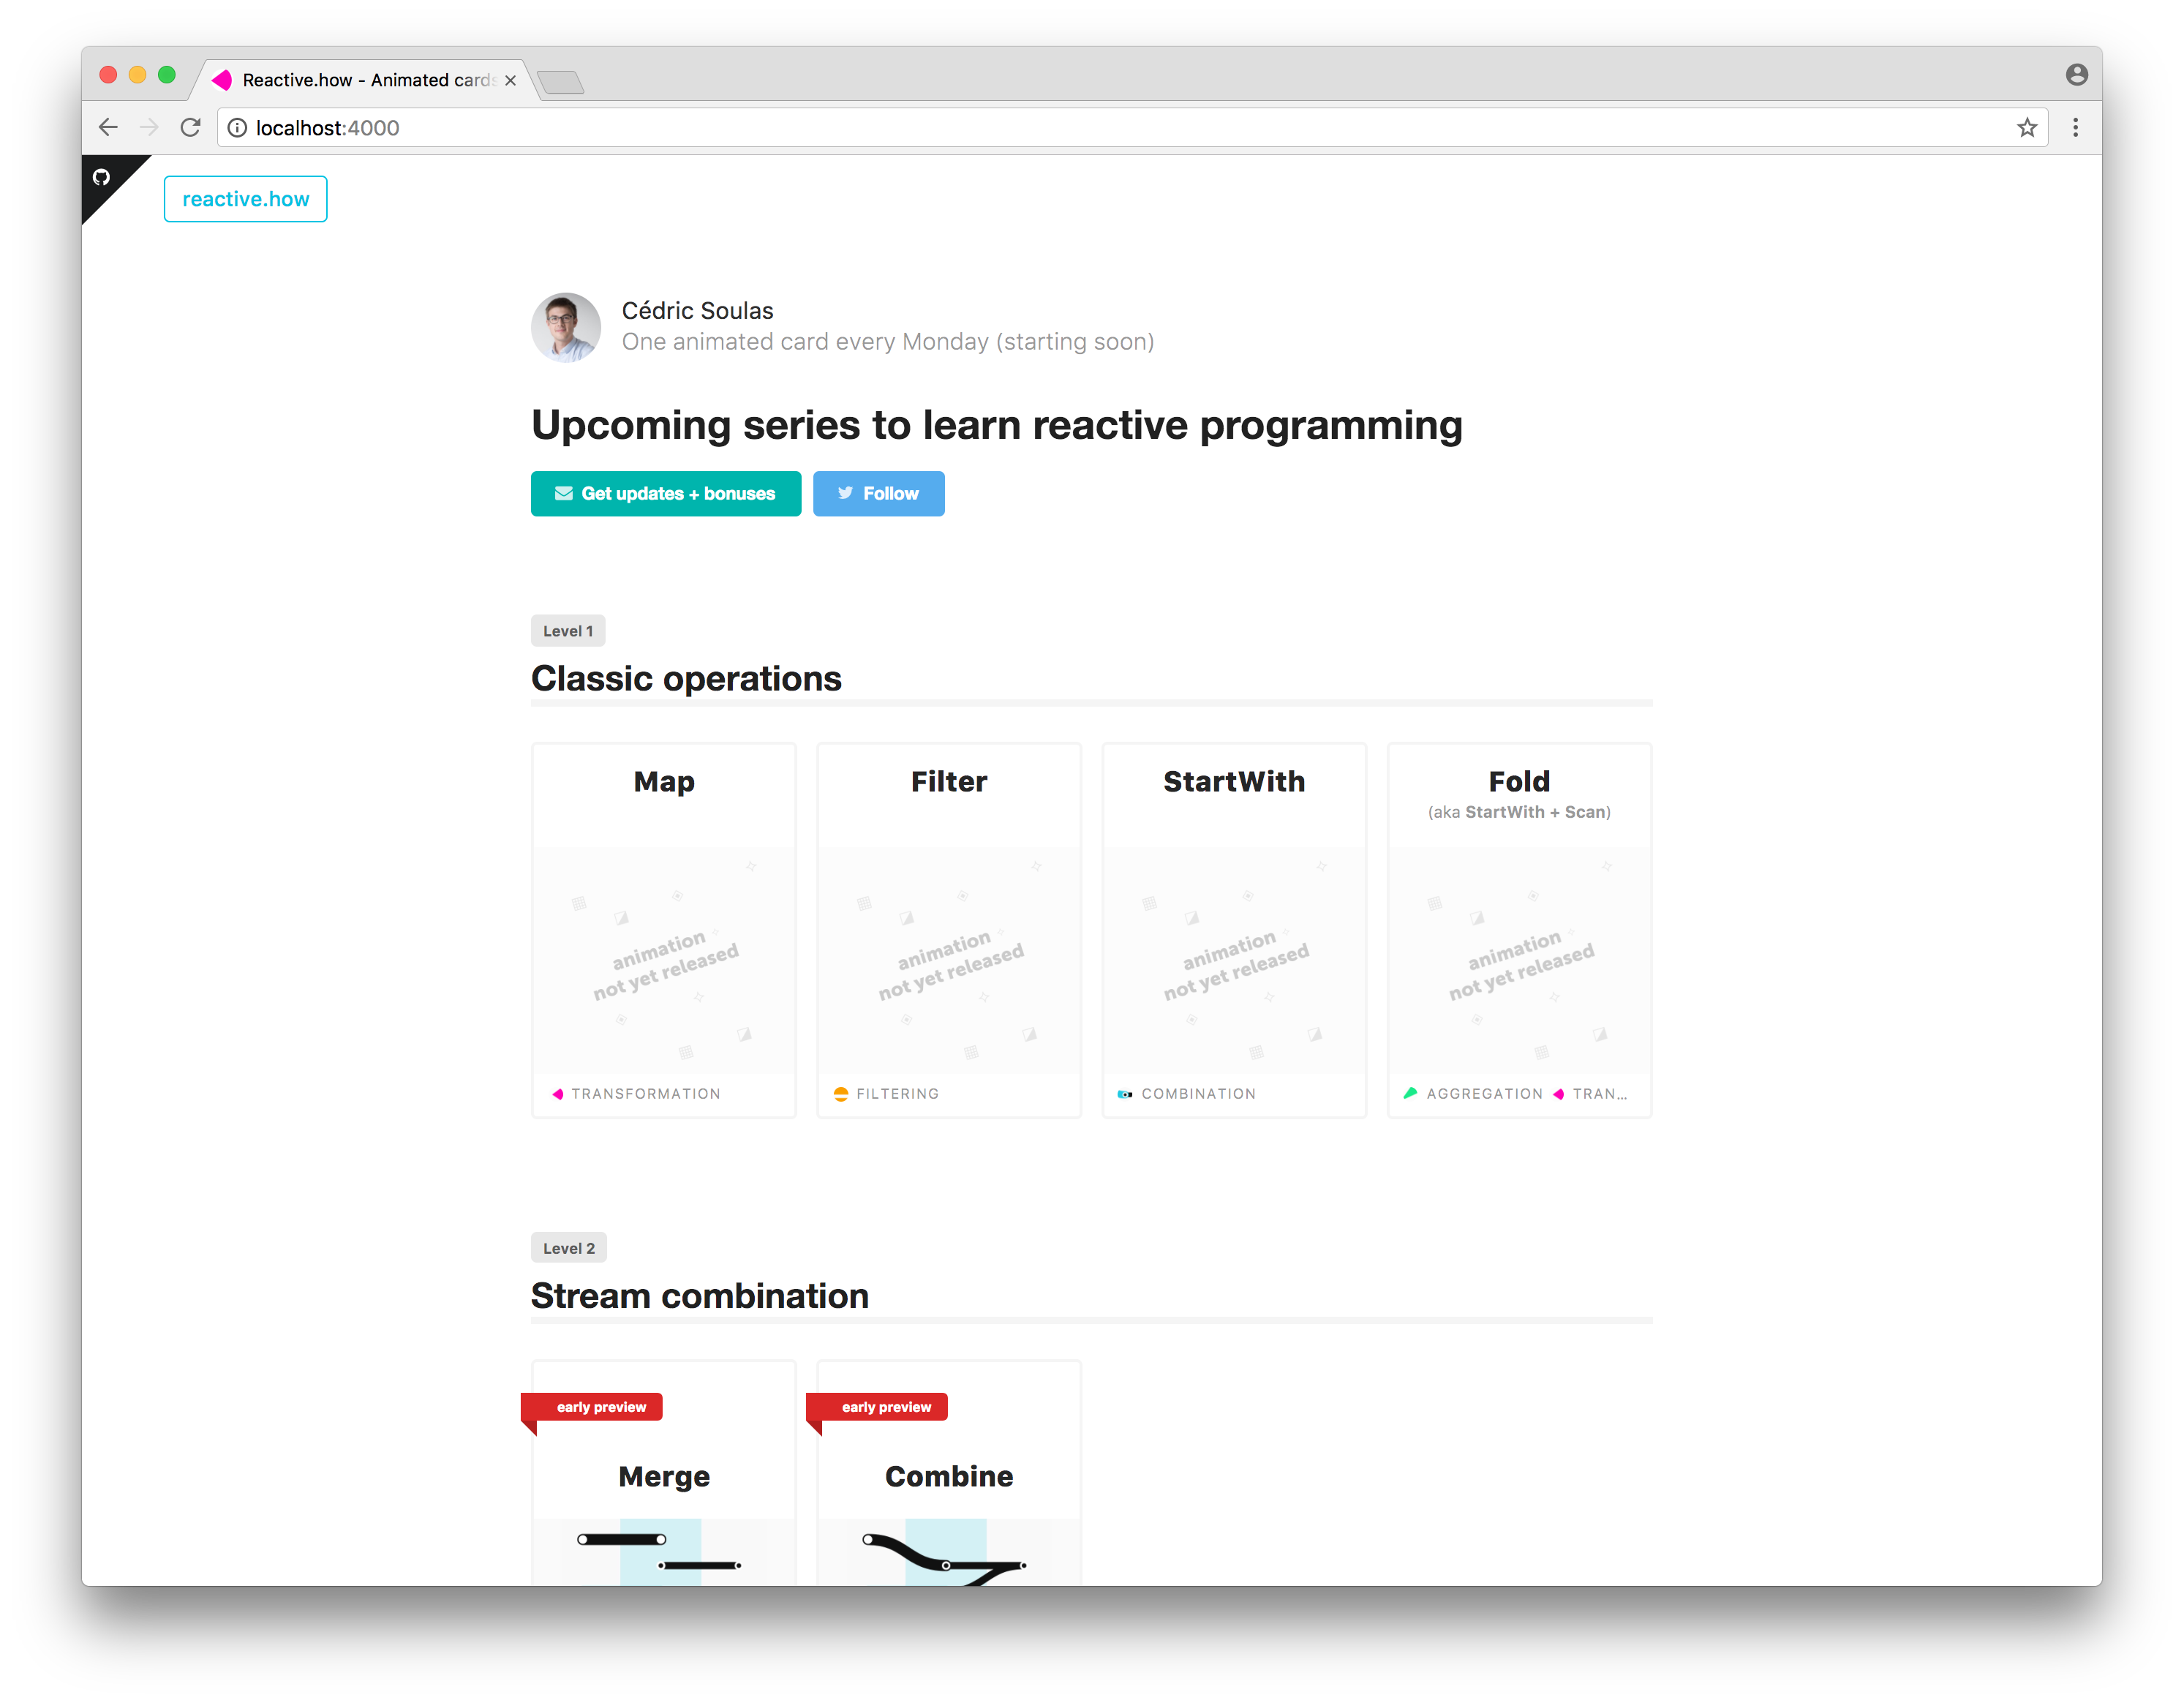 Reactive.how - Animated cards
localhost:4000
reactive.how
Cédric Soulas
One animated card every Monday (starting soon)
Upcoming series to learn reactive programming
Get updates + bonuses
Follow
Level 1
Classic operations
Map
Filter
StartWith
Fold
(aka StartWith + Scan)
animation
not yet released
animation
not yet released
animation
not yet released
animation
not yet released
TRANSFORMATION
FILTERING
COMBINATION
AGGREGATION TRAN...
Level 2
Stream combination
early preview
early preview
Merge
Combine